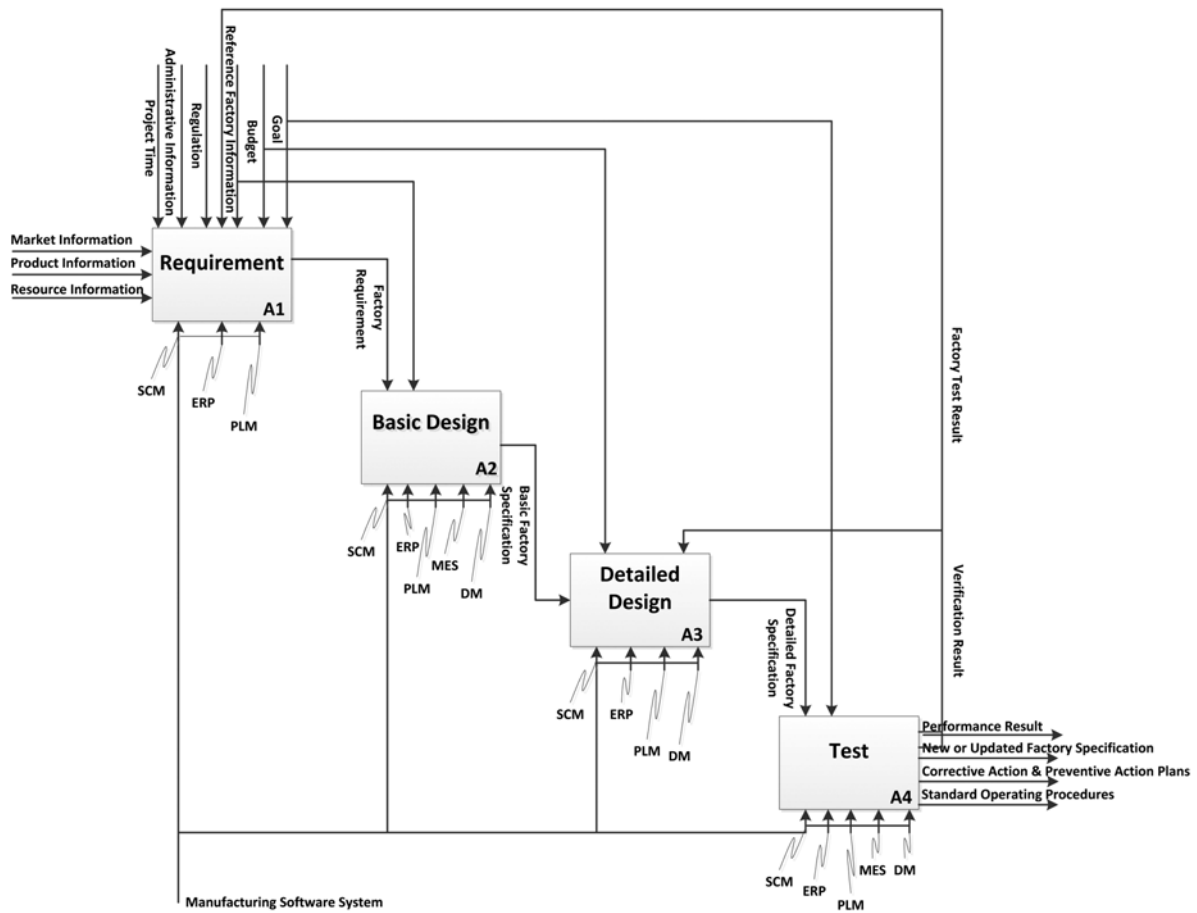 Project Time
Administrative Information
Regulation
Reference Factory Information
Budget
Goal
Market Information
Product Information
Resource Information
Requirement
A1
SCM
ERP
PLM
Factory
Requirement
Basic Design
A2
SCM
ERP
PLM
MES
DM
Basic Factory
Specification
Factory Test Result
Detailed
Design
A3
SCM
ERP
PLM
DM
Detailed Factory
Specification
Verification Result
Test
A4
Performance Result
New or Updated Factory Specification
Corrective Action & Preventive Action Plans
Standard Operating Procedures
SCM
ERP
PLM
MES
DM
Manufacturing Software System